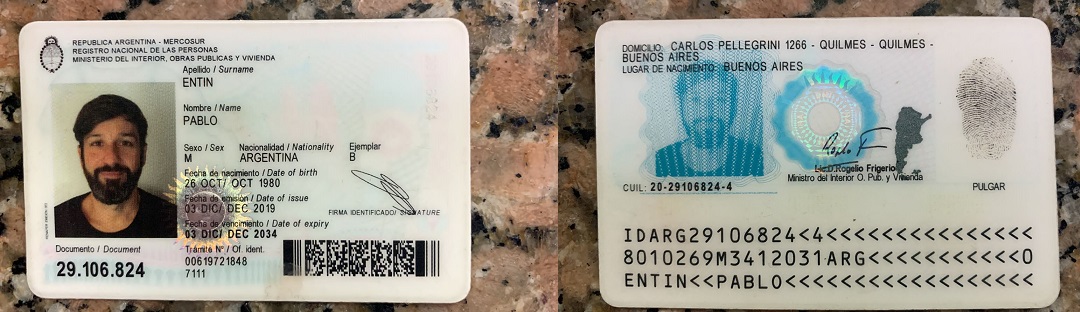 REPUBLICA ARGENTINA - MERCOSUR
REGISTRO NACIONAL DE LAS PERSONAS
MINISTERIO DEL INTERIOR, OBRAS PUBLICAS Y VIVIENDA
Apellido / Surname
ENTIN
Nombre / Name
PABLO
Sexo / Sex Nacionalidad / Nationality Ejemplar
M ARGENTINA B
Fecha de nacimiento / Date of birth
26 OCT/ OCT 1980
Fecha de emisión / Date of issue
03 DIC/ DEC 2019
FIRMA IDENTIFICADO/ SIGNATURE
Fecha de vencimiento / Date of expiry
03 DIC/ DEC 2034
Documento / Document
29.106.824
Trámite N° / Of. ident.
00619721848
7111
DOMICILIO: CARLOS PELLEGRINI 1266 - QUILMES - QUILMES -
BUENOS AIRES
LUGAR DE NACIMIENTO: BUENOS AIRES
Lic.D.Rogelio Frigerio
Ministro del Interior O. Pub. y Vivienda
CUIL: 20-29106824-4
PULGAR
IDARG29106824<4<<<<<<<<<<<<<<<
8010269M3412031ARG<<<<<<<<<<<0
ENTIN<<PABLO<<<<<<<<<<<<<<<<<<